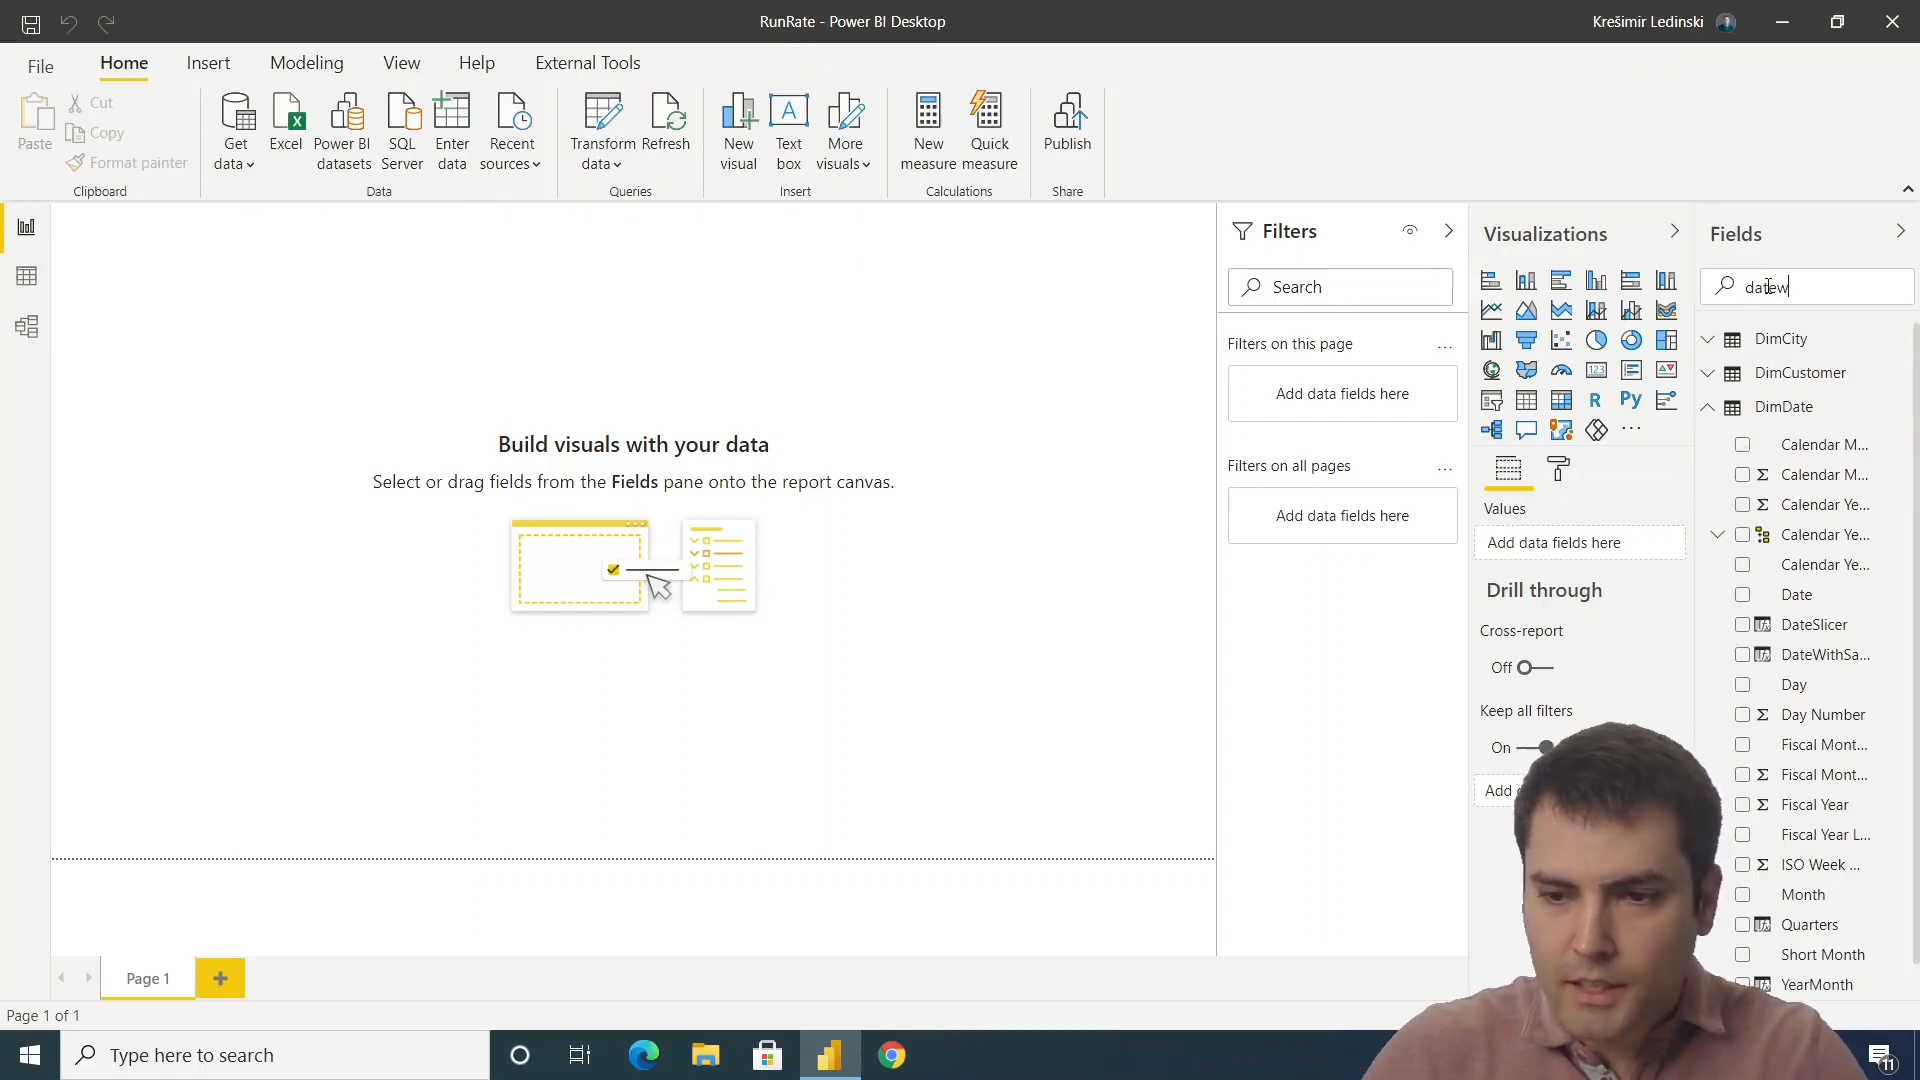 RunRate - Power BI Desktop
Krešimir Ledinski
File
Home
Insert
Modeling
View
Help
External Tools
Paste
Cut
Copy
Format painter
Clipboard
Get data
Excel
Power BI datasets
SQL Server
Enter data
Recent sources
Data
Transform data
Refresh
Queries
New visual
Text box
More visuals
Insert
New measure
Quick measure
Calculations
Publish
Share
Build visuals with your data
Select or drag fields from the Fields pane onto the report canvas.
Filters
Search
Filters on this page
...
Add data fields here
Filters on all pages
...
Add data fields here
Visualizations
123
R
Py
...
Values
Add data fields here
Drill through
Cross-report
Off
Keep all filters
On
Add
Fields
datew
DimCity
DimCustomer
DimDate
Calendar M...
Calendar M...
Calendar Ye...
Calendar Ye...
Calendar Ye...
Date
DateSlicer
DateWithSa...
Day
Day Number
Fiscal Mont...
Fiscal Mont...
Fiscal Year
Fiscal Year L...
ISO Week ...
Month
Quarters
Short Month
YearMonth
Page 1
Page 1 of 1
Type here to search
11